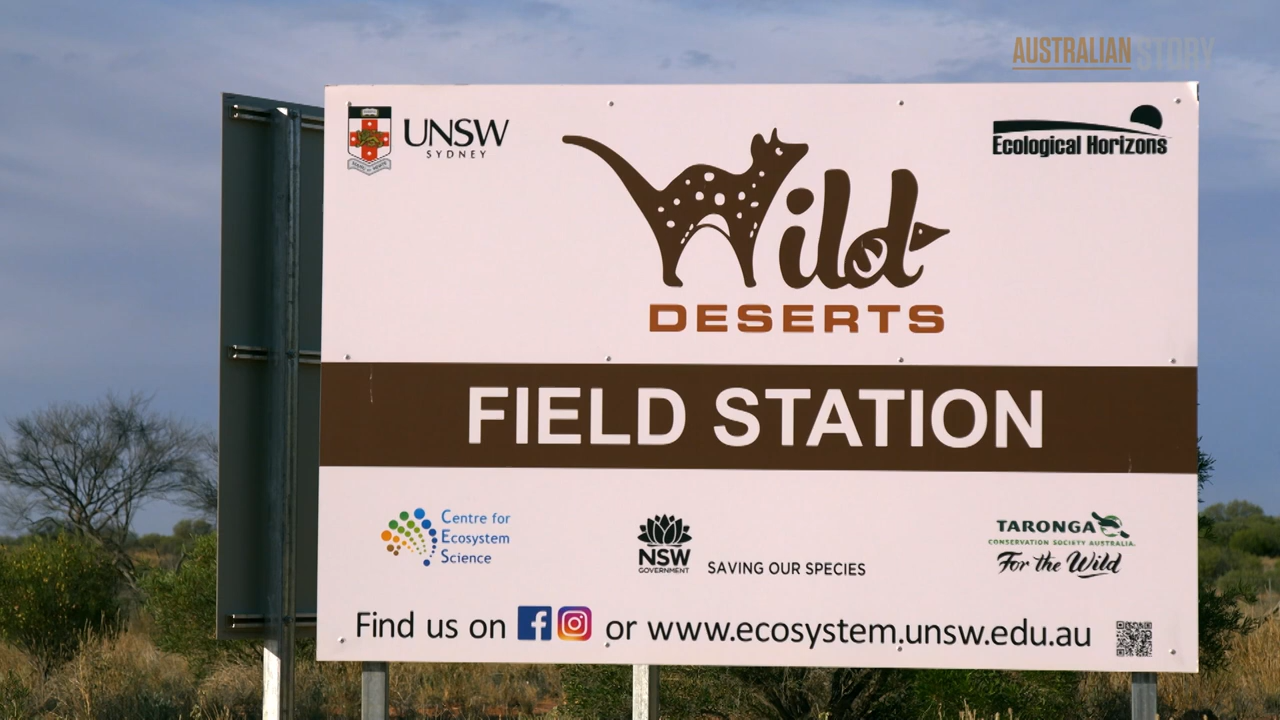 AUSTRALIAN STORY
UNSW
SYDNEY
Ecological Horizons
Wild
DESERTS
FIELD STATION
Centre for
Ecosystem
Science
NSW
GOVERNMENT
SAVING OUR SPECIES
TARONGA
CONSERVATION SOCIETY AUSTRALIA
For the Wild
Find us on or www.ecosystem.unsw.edu.au